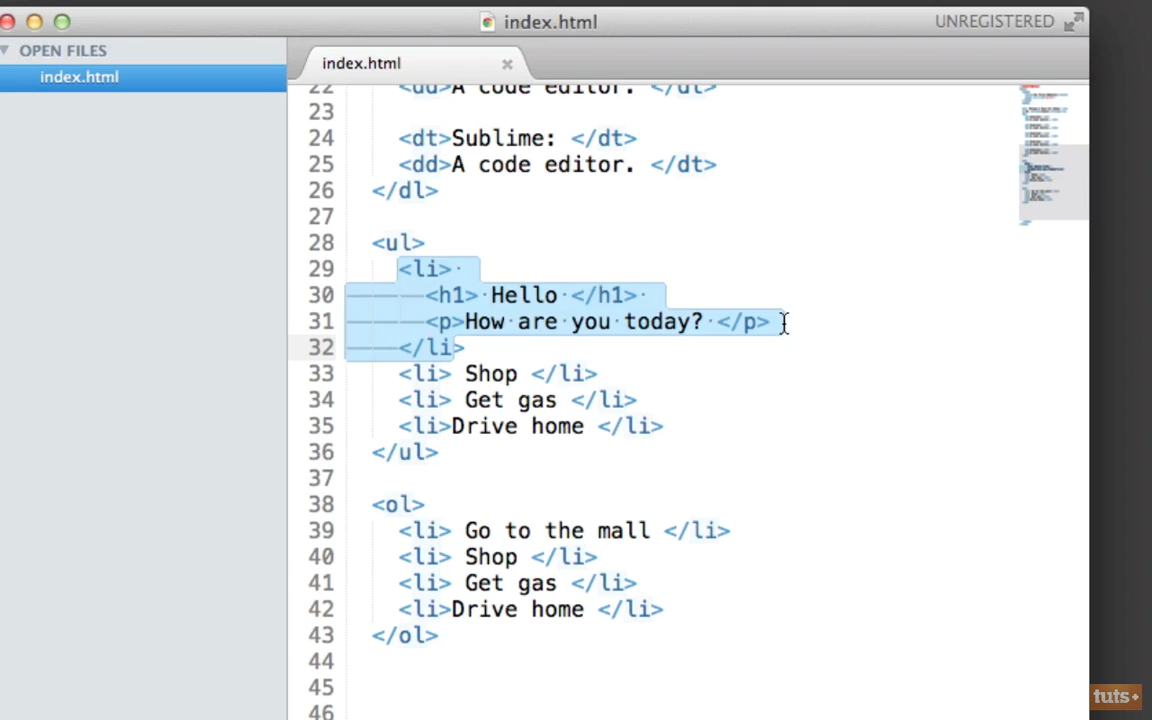 index.html
UNREGISTERED
OPEN FILES
index.html
index.html
22 <dd>A code editor. </dt>
23
24 <dt>Sublime: </dt>
25 <dd>A code editor. </dt>
26 </dl>
27
28 <ul>
29 <li>
30 <h1> Hello </h1>
31 <p>How are you today? </p>
32 </li>
33 <li> Shop </li>
34 <li> Get gas </li>
35 <li>Drive home </li>
36 </ul>
37
38 <ol>
39 <li> Go to the mall </li>
40 <li> Shop </li>
41 <li> Get gas </li>
42 <li>Drive home </li>
43 </ol>
44
45
46
tuts+